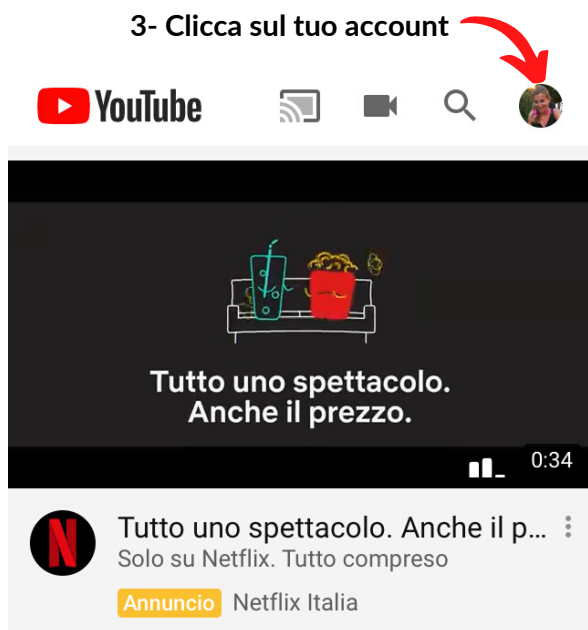 3- Clicca sul tuo account
YouTube
Tutto uno spettacolo.
Anche il prezzo.
0:34
N
Tutto uno spettacolo. Anche il p...
Solo su Netflix. Tutto compreso
Annuncio Netflix Italia